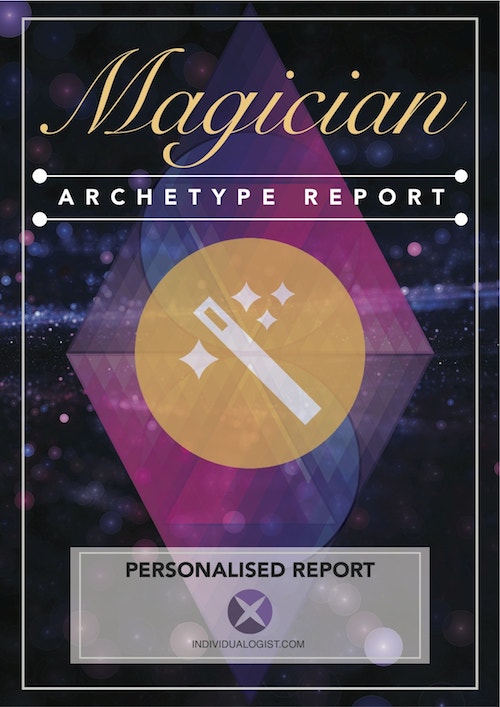 Magician
ARCHETYPE REPORT
PERSONALISED REPORT
INDIVIDUALOGIST.COM